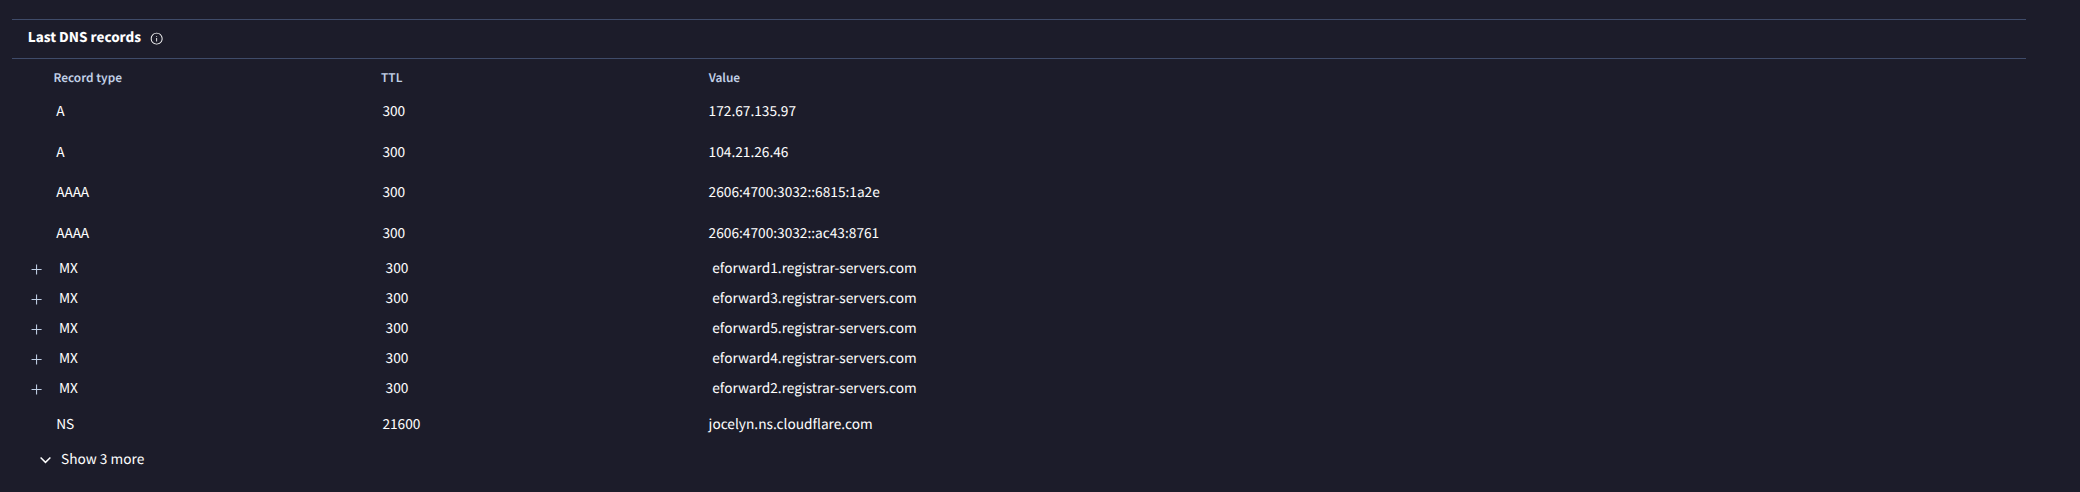 Last DNS records
Record type TTL Value
A 300 172.67.135.97
A 300 104.21.26.46
AAAA 300 2606:4700:3032::6815:1a2e
AAAA 300 2606:4700:3032::ac43:8761
+ MX 300 eforward1.registrar-servers.com
+ MX 300 eforward3.registrar-servers.com
+ MX 300 eforward5.registrar-servers.com
+ MX 300 eforward4.registrar-servers.com
+ MX 300 eforward2.registrar-servers.com
NS 21600 jocelyn.ns.cloudflare.com
Show 3 more